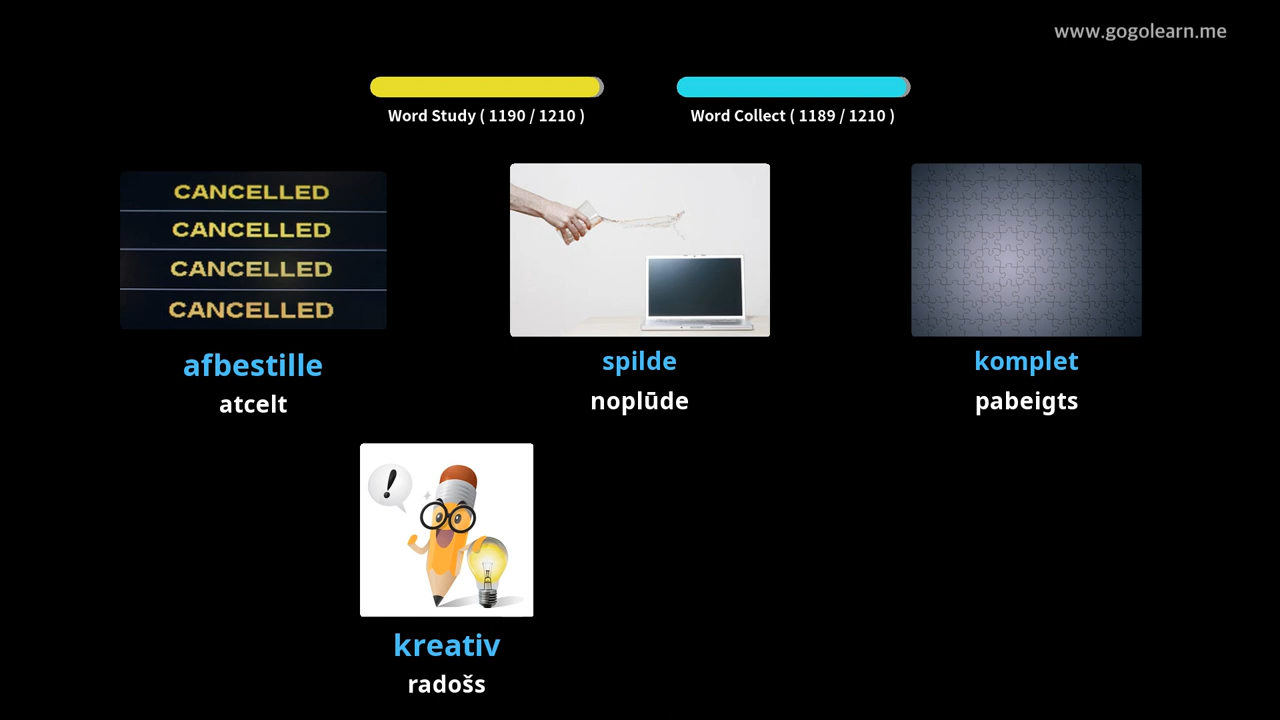 www.gogolearn.me
Word Study ( 1190 / 1210 )
Word Collect ( 1189 / 1210 )
CANCELLED
CANCELLED
CANCELLED
CANCELLED
afbestille
atcelt
spilde
noplūde
komplet
pabeigts
!
kreativ
radošs